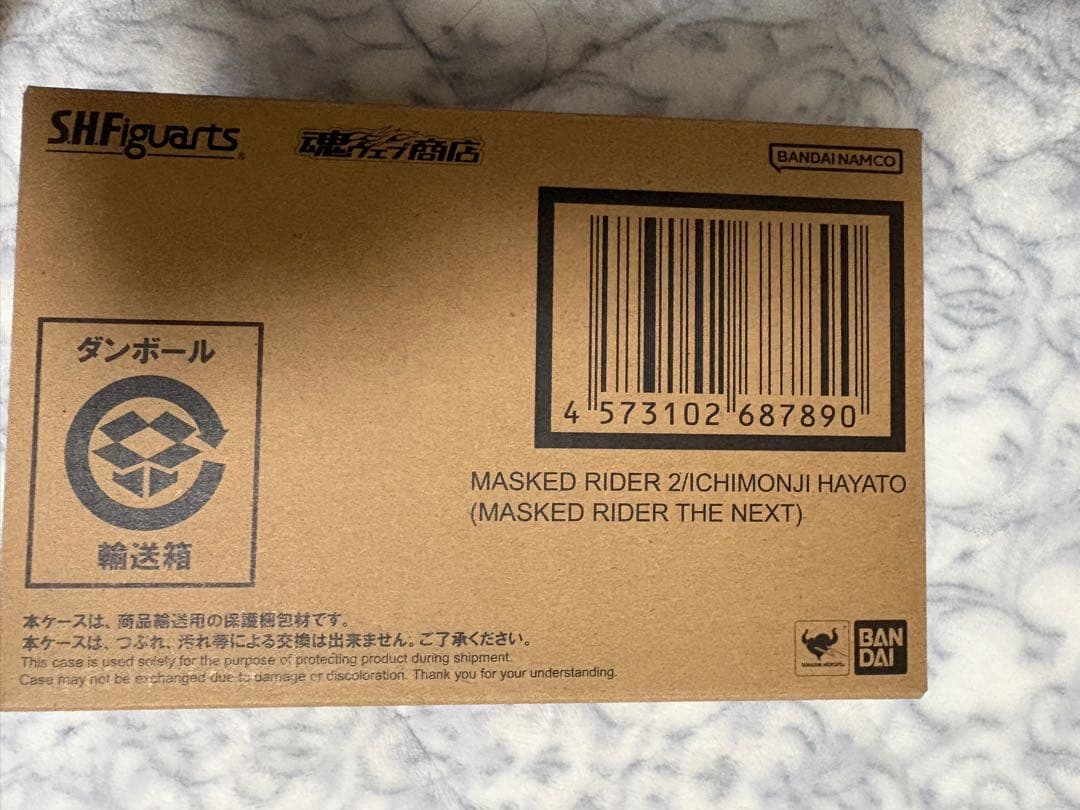 S.H.Figuarts
魂ウェブ商店
BANDAI NAMCO
4 573102 687890
MASKED RIDER 2/ICHIMONJI HAYATO
(MASKED RIDER THE NEXT)
ダンボール
輸送箱
本ケースは、商品輸送用の保護梱包材です。
本ケースは、つぶれ、汚れ等による交換は出来ません。ご了承ください。
This case is used solely for the purpose of protecting product during shipment.
Case may not be exchanged due to damage or discoloration. Thank you for your understanding.
TAMASHII NATIONS
BAN
DAI